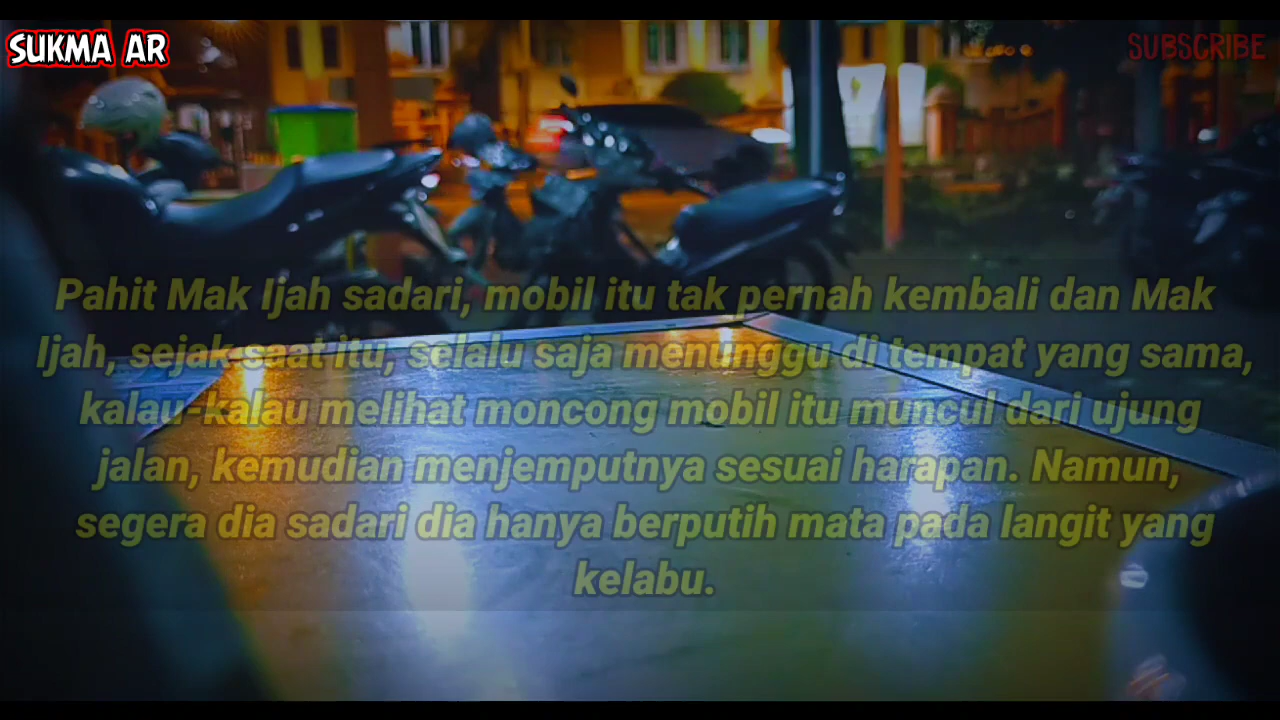 SUKMA AR
SUBSCRIBE
Pahit Mak Ijah sadari, mobil itu tak pernah kembali dan Mak
Ijah, sejak saat itu, selalu saja menunggu di tempat yang sama,
kalau-kalau melihat moncong mobil itu muncul dari ujung
jalan, kemudian menjemputnya sesuai harapan. Namun,
segera dia sadari dia hanya berputih mata pada langit yang
kelabu.